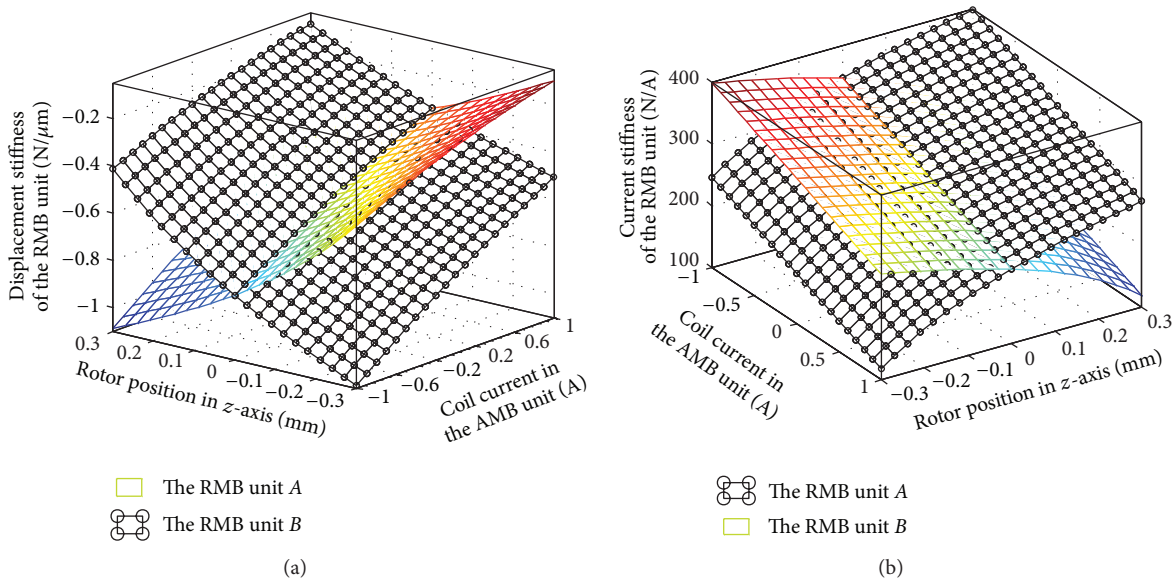 Displacement stiffness
of the RMB unit (N/μm)
−0.2
−0.4
−0.6
−0.8
−1
0.3
0.2
0.1
0
−0.1
−0.2
−0.3
Rotor position in z-axis (mm)
−1
−0.6
−0.2
0.2
0.6
1
Coil current in
the AMB unit (A)
The RMB unit A
The RMB unit B
(a)
Current stiffness
of the RMB unit (N/A)
400
300
200
100
−1
−0.5
0
0.5
1
Coil current in
the AMB unit (A)
−0.3
−0.2
−0.1
0
0.1
0.2
0.3
Rotor position in z-axis (mm)
The RMB unit A
The RMB unit B
(b)